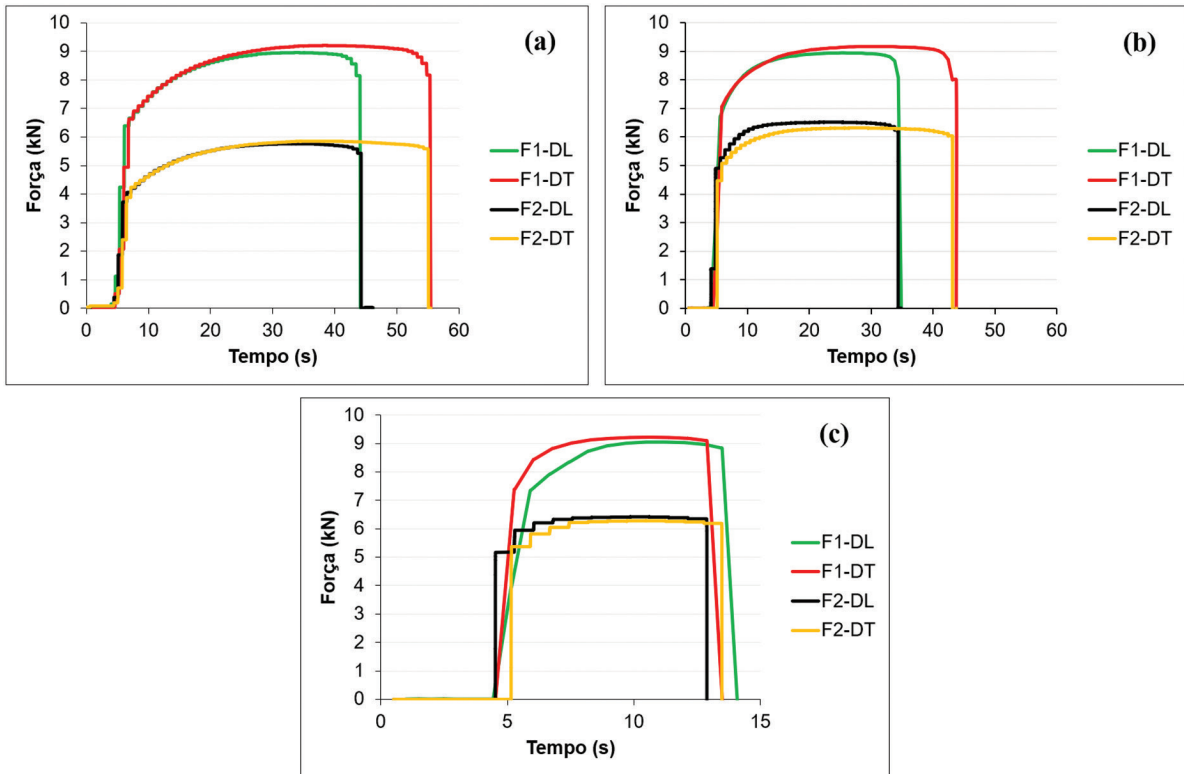 (a)
Força (kN)
10
9
8
7
6
5
4
3
2
1
0
0 10 20 30 40 50 60
Tempo (s)
F1-DL
F1-DT
F2-DL
F2-DT
(b)
Força (kN)
10
9
8
7
6
5
4
3
2
1
0
0 10 20 30 40 50 60
Tempo (s)
F1-DL
F1-DT
F2-DL
F2-DT
(c)
Força (kN)
10
9
8
7
6
5
4
3
2
1
0
0 5 10 15
Tempo (s)
F1-DL
F1-DT
F2-DL
F2-DT